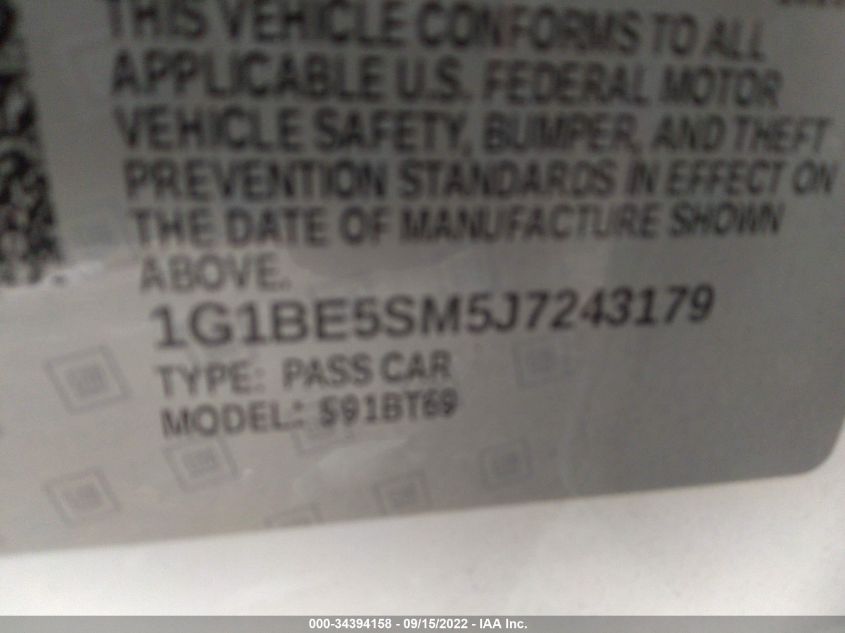 THIS VEHICLE CONFORMS TO ALL
APPLICABLE U.S. FEDERAL MOTOR
VEHICLE SAFETY, BUMPER, AND THEFT
PREVENTION STANDARDS IN EFFECT ON
THE DATE OF MANUFACTURE SHOWN
ABOVE.
1G1BE5SM5J7243179
TYPE: PASS CAR
MODEL: S91BT69
000-34394158 - 09/15/2022 - IAA Inc.